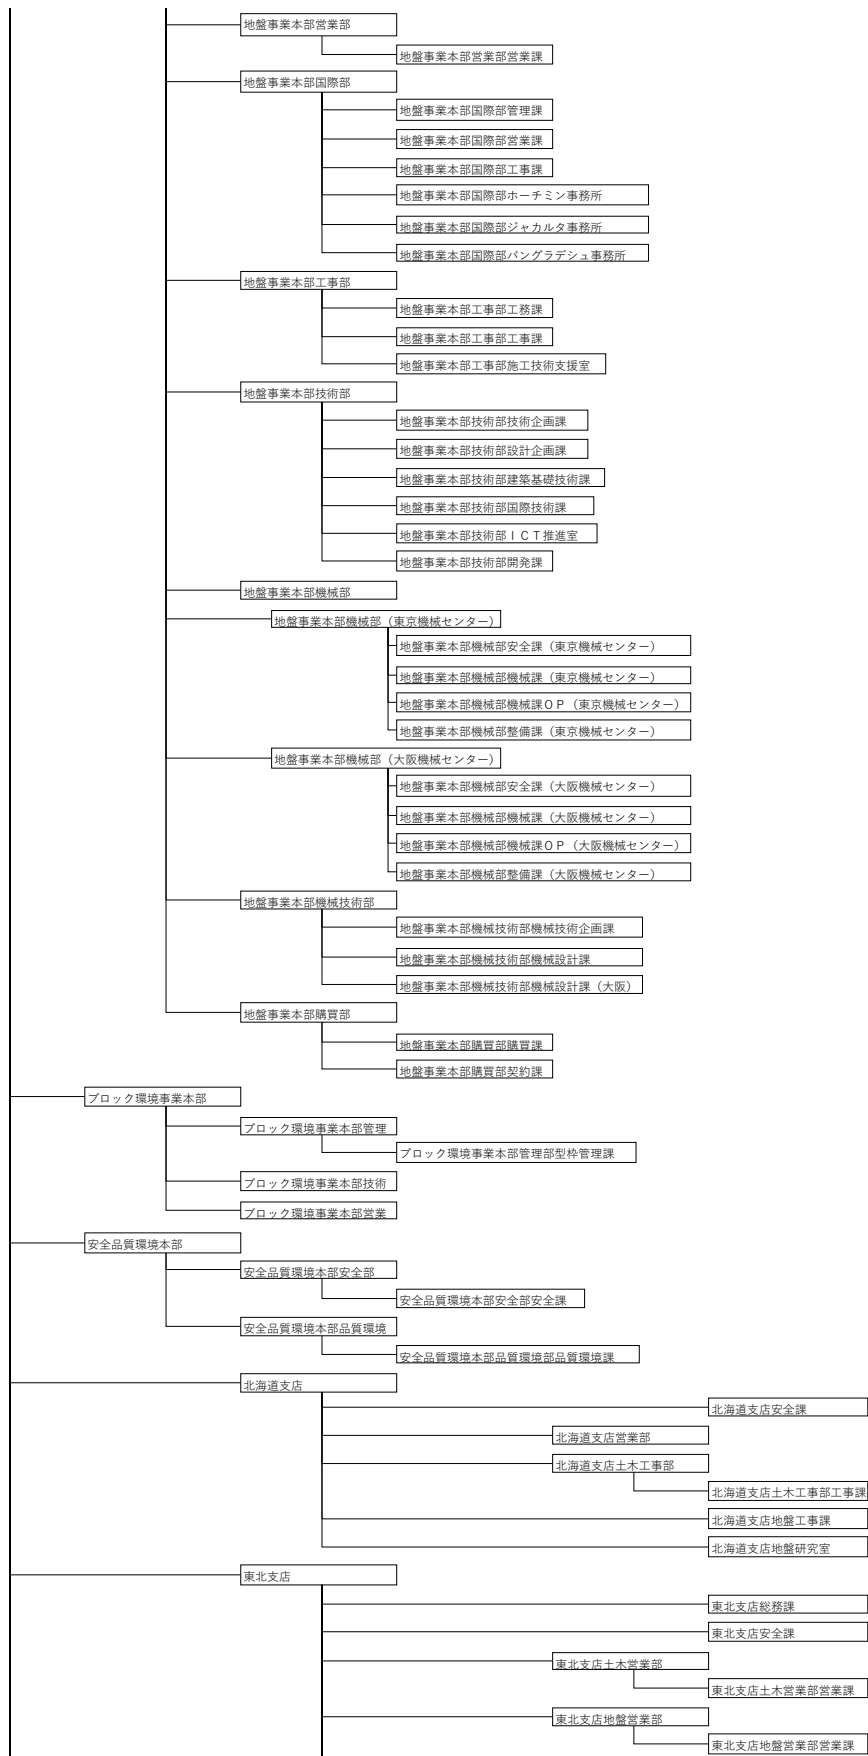 地盤事業本部営業部
地盤事業本部営業部営業課
地盤事業本部国際部
地盤事業本部国際部管理課
地盤事業本部国際部営業課
地盤事業本部国際部工事課
地盤事業本部国際部ホーチミン事務所
地盤事業本部国際部ジャカルタ事務所
地盤事業本部国際部バングラデシュ事務所
地盤事業本部工事部
地盤事業本部工事部工務課
地盤事業本部工事部工事課
地盤事業本部工事部施工技術支援室
地盤事業本部技術部
地盤事業本部技術部技術企画課
地盤事業本部技術部設計企画課
地盤事業本部技術部建築基礎技術課
地盤事業本部技術部国際技術課
地盤事業本部技術部ＩＣＴ推進室
地盤事業本部技術部開発課
地盤事業本部機械部
地盤事業本部機械部（東京機械センター）
地盤事業本部機械部安全課（東京機械センター）
地盤事業本部機械部機械課（東京機械センター）
地盤事業本部機械部機械課ＯＰ（東京機械センター）
地盤事業本部機械部整備課（東京機械センター）
地盤事業本部機械部（大阪機械センター）
地盤事業本部機械部安全課（大阪機械センター）
地盤事業本部機械部機械課（大阪機械センター）
地盤事業本部機械部機械課ＯＰ（大阪機械センター）
地盤事業本部機械部整備課（大阪機械センター）
地盤事業本部機械技術部
地盤事業本部機械技術部機械技術企画課
地盤事業本部機械技術部機械設計課
地盤事業本部機械技術部機械設計課（大阪）
地盤事業本部購買部
地盤事業本部購買部購買課
地盤事業本部購買部契約課
ブロック環境事業本部
ブロック環境事業本部管理
ブロック環境事業本部管理部型枠管理課
ブロック環境事業本部技術
ブロック環境事業本部営業
安全品質環境本部
安全品質環境本部安全部
安全品質環境本部安全部安全課
安全品質環境本部品質環境
安全品質環境本部品質環境部品質環境課
北海道支店
北海道支店安全課
北海道支店営業部
北海道支店土木工事部
北海道支店土木工事部工事課
北海道支店地盤工事課
北海道支店地盤研究室
東北支店
東北支店総務課
東北支店安全課
東北支店土木営業部
東北支店土木営業部営業課
東北支店地盤営業部
東北支店地盤営業部営業課